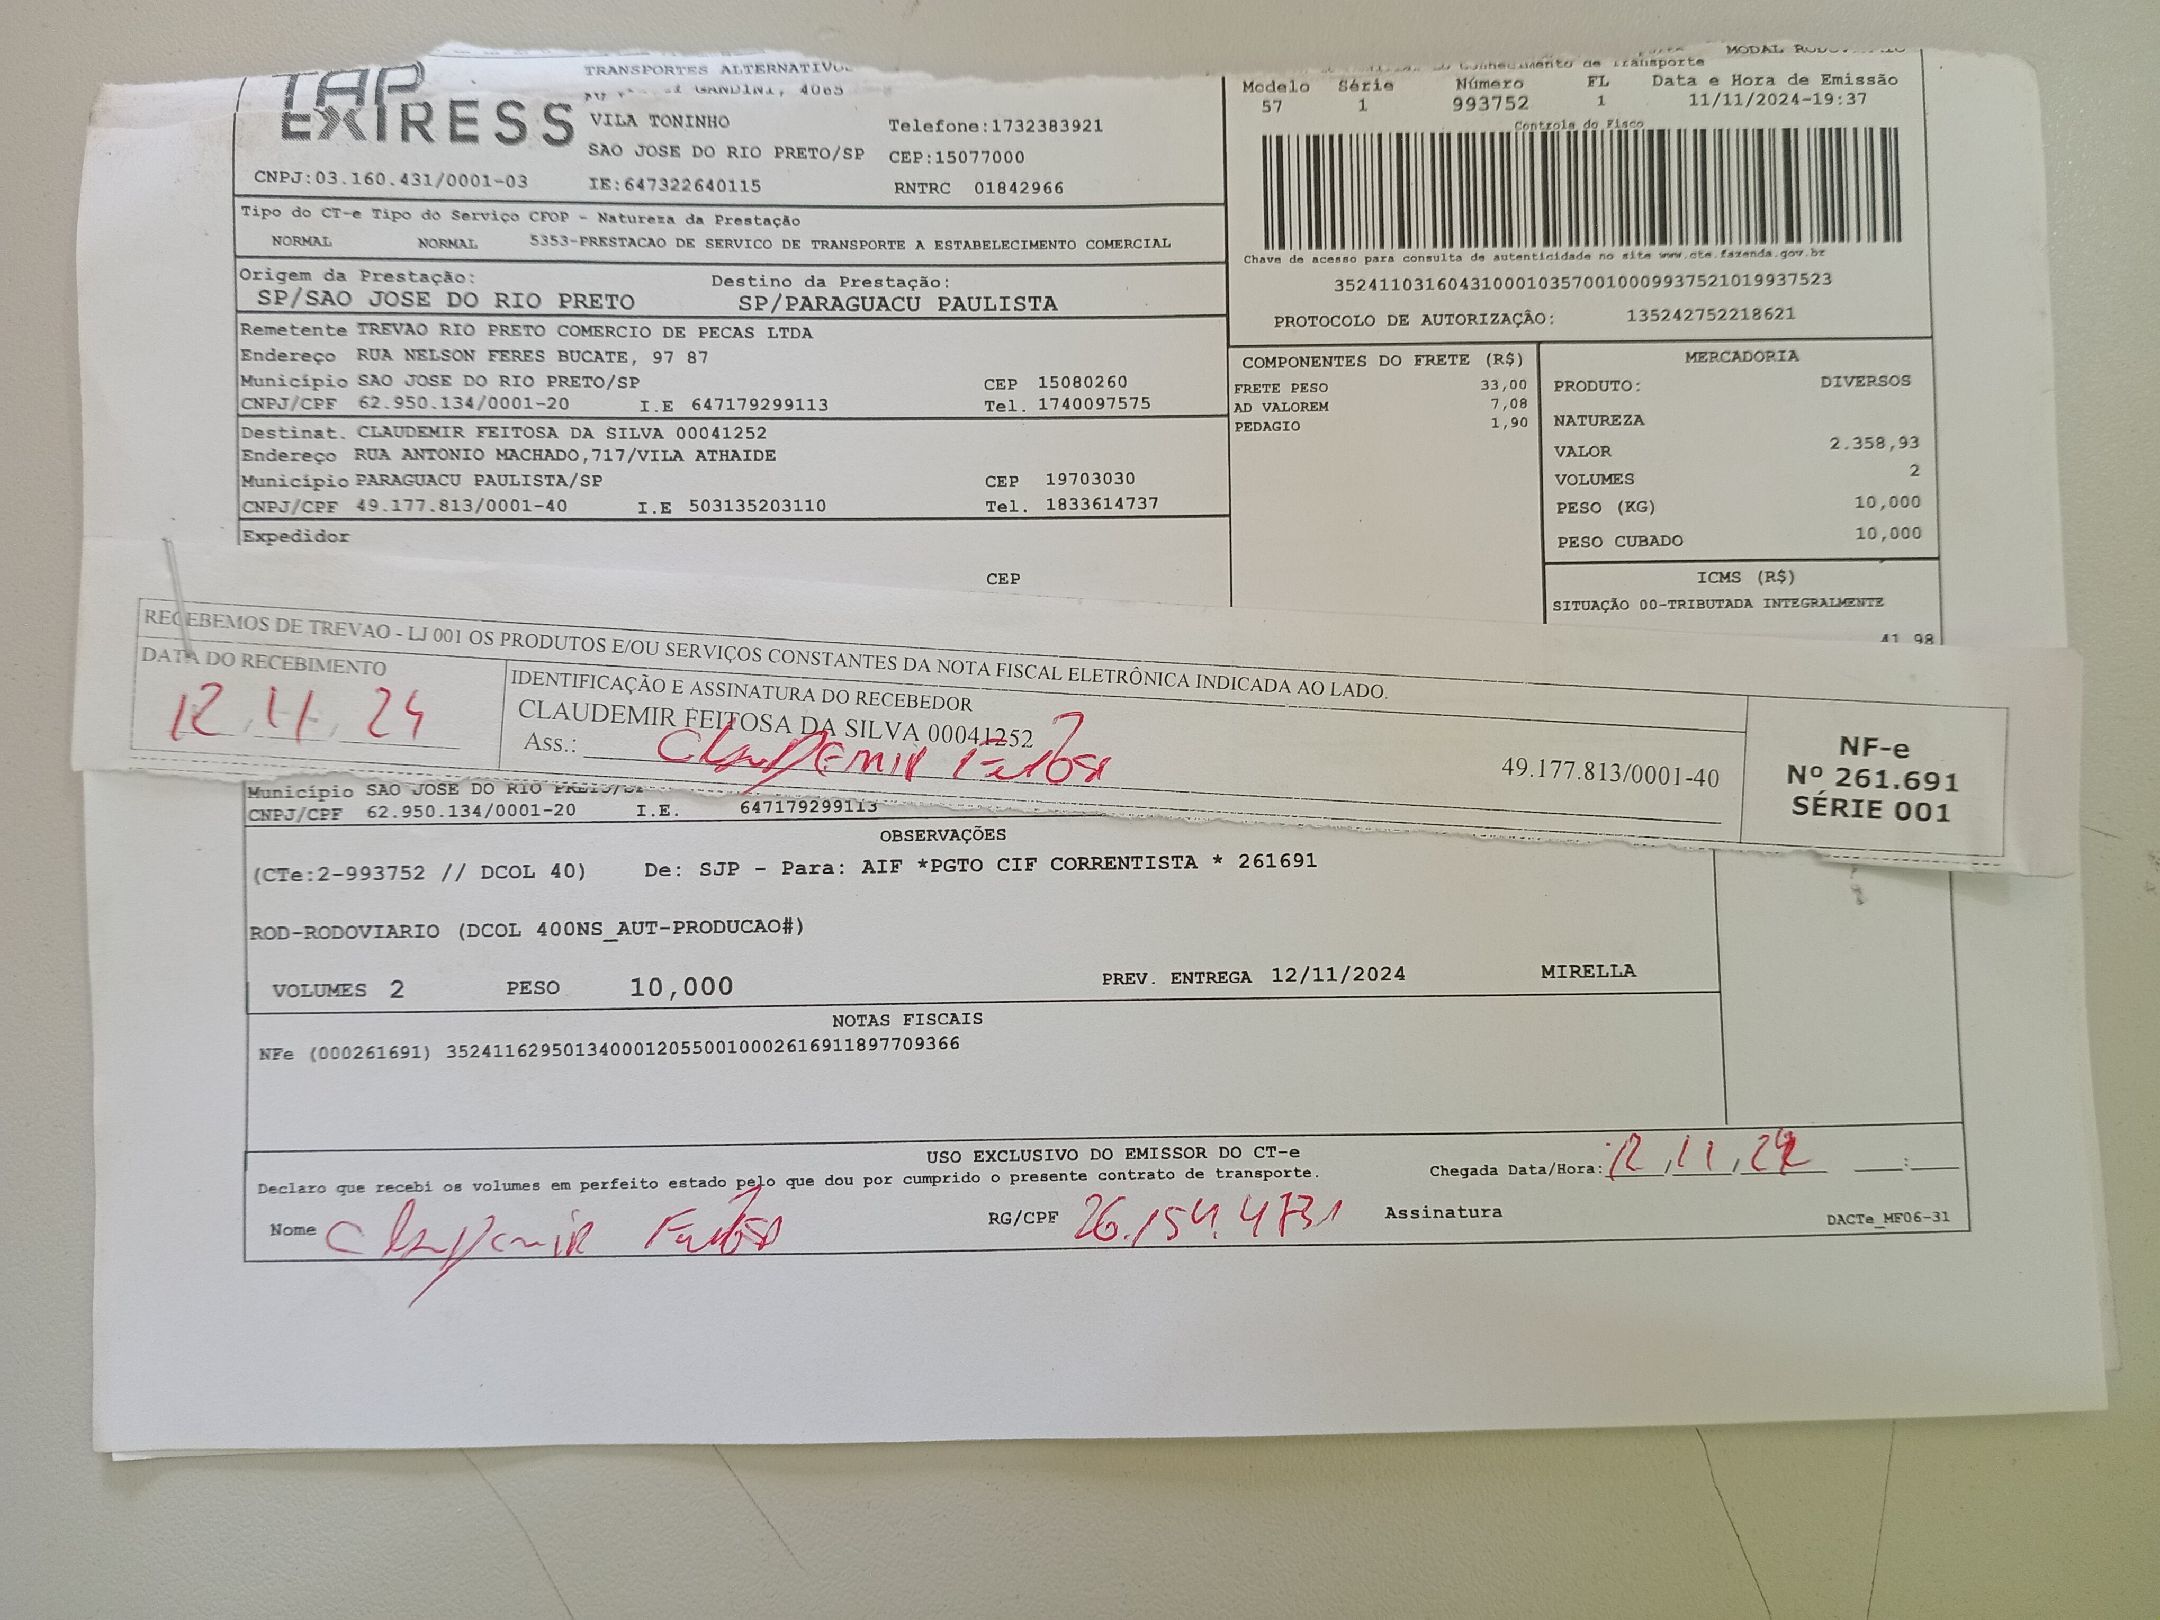 TAP
EXPRESS
TRANSPORTES
4065
VILA TONINHO
Telefone:1732383921
SAO JOSE DO RIO PRETO/SP CEP:15077000
CNPJ:03.160.431/0001-03 IE:647322640115 RNTRC 01842966
MODAL
de Transporte
Modelo Série Número FL Data e Hora de Emissão
57 1 993752 1 11/11/2024-19:37
Controle do Fisco
Chave de acesso para consulta de autenticidade no site www.cte.fazenda.gov.br
35241103160431000103570010009937521019937523
PROTOCOLO DE AUTORIZAÇÃO: 135242752218621
Tipo do CT-e Tipo do Serviço CFOP - Natureza da Prestação
NORMAL NORMAL 5353-PRESTACAO DE SERVICO DE TRANSPORTE A ESTABELECIMENTO COMERCIAL
Origem da Prestação: Destino da Prestação:
SP/SAO JOSE DO RIO PRETO SP/PARAGUACU PAULISTA
Remetente TREVAO RIO PRETO COMERCIO DE PECAS LTDA
Endereço RUA NELSON FERES BUCATE, 97 87
Município SAO JOSE DO RIO PRETO/SP CEP 15080260
CNPJ/CPF 62.950.134/0001-20 I.E 647179299113 Tel. 1740097575
Destinat. CLAUDEMIR FEITOSA DA SILVA 00041252
Endereço RUA ANTONIO MACHADO,717/VILA ATHAIDE
Município PARAGUACU PAULISTA/SP CEP 19703030
CNPJ/CPF 49.177.813/0001-40 I.E 503135203110 Tel. 1833614737
Expedidor
CEP
COMPONENTES DO FRETE (R$)
FRETE PESO 33,00
AD VALOREM 7,08
PEDAGIO 1,90
MERCADORIA
PRODUTO: DIVERSOS
NATUREZA
VALOR 2.358,93
VOLUMES 2
PESO (KG) 10,000
PESO CUBADO 10,000
ICMS (R$)
SITUAÇÃO 00-TRIBUTADA INTEGRALMENTE
41,98
RECEBEMOS DE TREVAO - LJ 001 OS PRODUTOS E/OU SERVIÇOS CONSTANTES DA NOTA FISCAL ELETRÔNICA INDICADA AO LADO.
DATA DO RECEBIMENTO
12.11.24
IDENTIFICAÇÃO E ASSINATURA DO RECEBEDOR
CLAUDEMIR FEITOSA DA SILVA 00041252
Ass.: Claudemir Feitosa
49.177.813/0001-40
NF-e
Nº 261.691
SÉRIE 001
Município SAO JOSE DO RIO PRETO/SP
CNPJ/CPF 62.950.134/0001-20 I.E. 647179299113
OBSERVAÇÕES
(CTe:2-993752 // DCOL 40) De: SJP - Para: AIF *PGTO CIF CORRENTISTA * 261691
ROD-RODOVIARIO (DCOL 400NS_AUT-PRODUCAO#)
VOLUMES 2 PESO 10,000 PREV. ENTREGA 12/11/2024 MIRELLA
NOTAS FISCAIS
NFe (000261691) 35241162950134000120550010002616911897709366
USO EXCLUSIVO DO EMISSOR DO CT-e
Declaro que recebi os volumes em perfeito estado pelo que dou por cumprido o presente contrato de transporte. Chegada Data/Hora: 12,11,24 :
Nome Claudemir Feitosa RG/CPF 26.154.4731 Assinatura DACTe_MF06-31